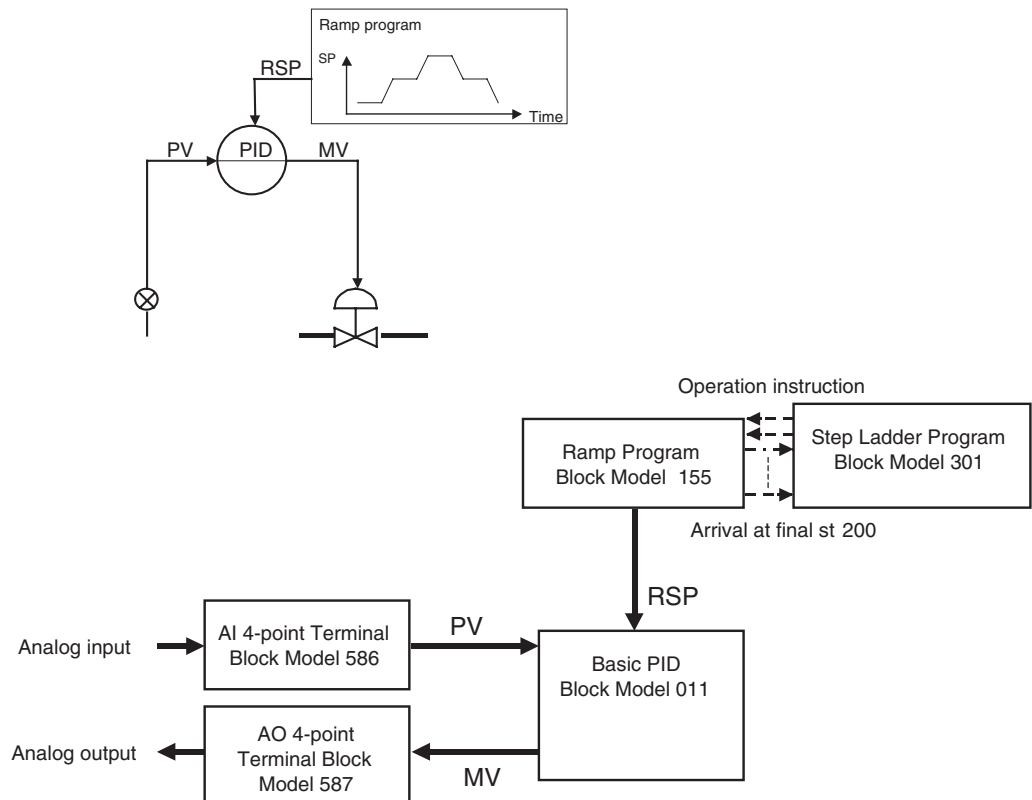 Ramp program
SP
Time
RSP
PV
PID
MV
Operation instruction
Ramp Program
Block Model 155
Step Ladder Program
Block Model 301
Arrival at final st 200
RSP
Analog input
AI 4-point Terminal
Block Model 586
PV
Basic PID
Block Model 011
Analog output
AO 4-point
Terminal Block
Model 587
MV